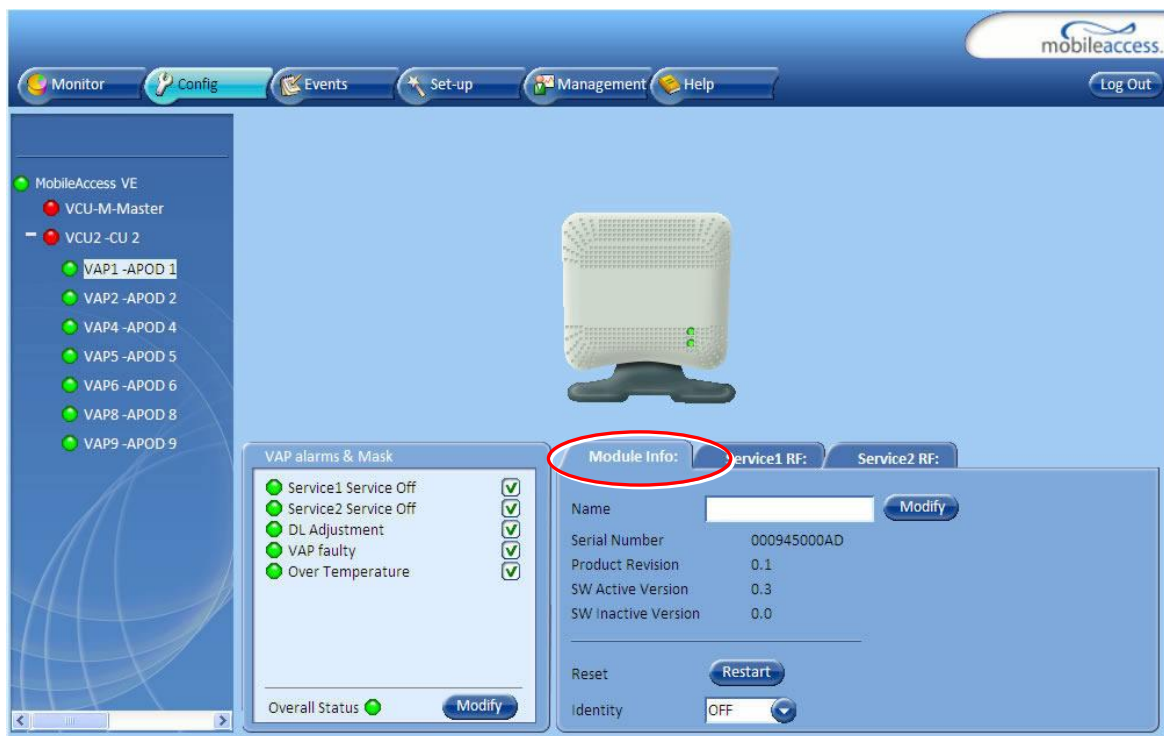 mobileaccess.
Monitor
Config
Events
Set-up
Management
Help
Log Out
MobileAccess VE
VCU-M-Master
VCU2 -CU 2
VAP1 -APOD 1
VAP2 -APOD 2
VAP4 -APOD 4
VAP5 -APOD 5
VAP6 -APOD 6
VAP8 -APOD 8
VAP9 -APOD 9
VAP alarms & Mask
Service1 Service Off
Service2 Service Off
DL Adjustment
VAP faulty
Over Temperature
Overall Status
Modify
Module Info:
Service1 RF:
Service2 RF:
Name
Modify
Serial Number 000945000AD
Product Revision 0.1
SW Active Version 0.3
SW Inactive Version 0.0
Reset Restart
Identity OFF